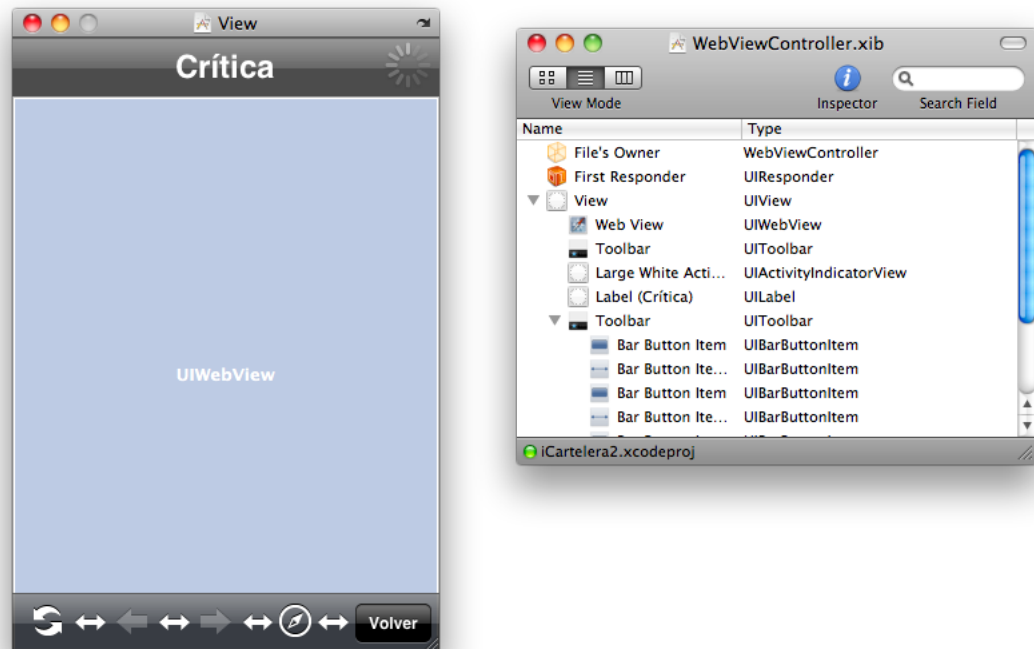 View
Crítica
UIWebView
Volver
WebViewController.xib
View Mode
Inspector
Search Field
Name Type
File's Owner WebViewController
First Responder UIResponder
View UIView
Web View UIWebView
Toolbar UIToolbar
Large White Acti... UIActivityIndicatorView
Label (Crítica) UILabel
Toolbar UIToolbar
Bar Button Item UIBarButtonItem
Bar Button Ite... UIBarButtonItem
Bar Button Item UIBarButtonItem
Bar Button Ite... UIBarButtonItem
iCartelera2.xcodeproj